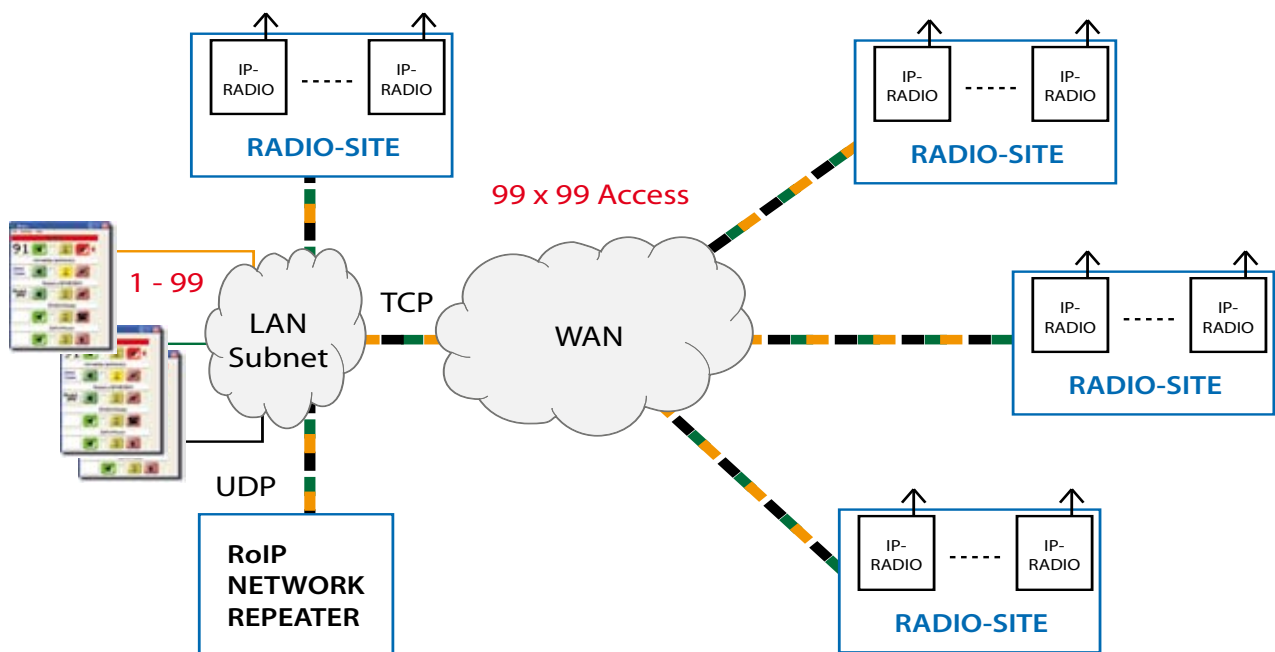 IP-
RADIO
IP-
RADIO
RADIO-SITE
IP-
RADIO
IP-
RADIO
RADIO-SITE
99 x 99 Access
91
1 - 99
LAN
Subnet
TCP
WAN
IP-
RADIO
IP-
RADIO
RADIO-SITE
UDP
RoIP
NETWORK
REPEATER
IP-
RADIO
IP-
RADIO
RADIO-SITE